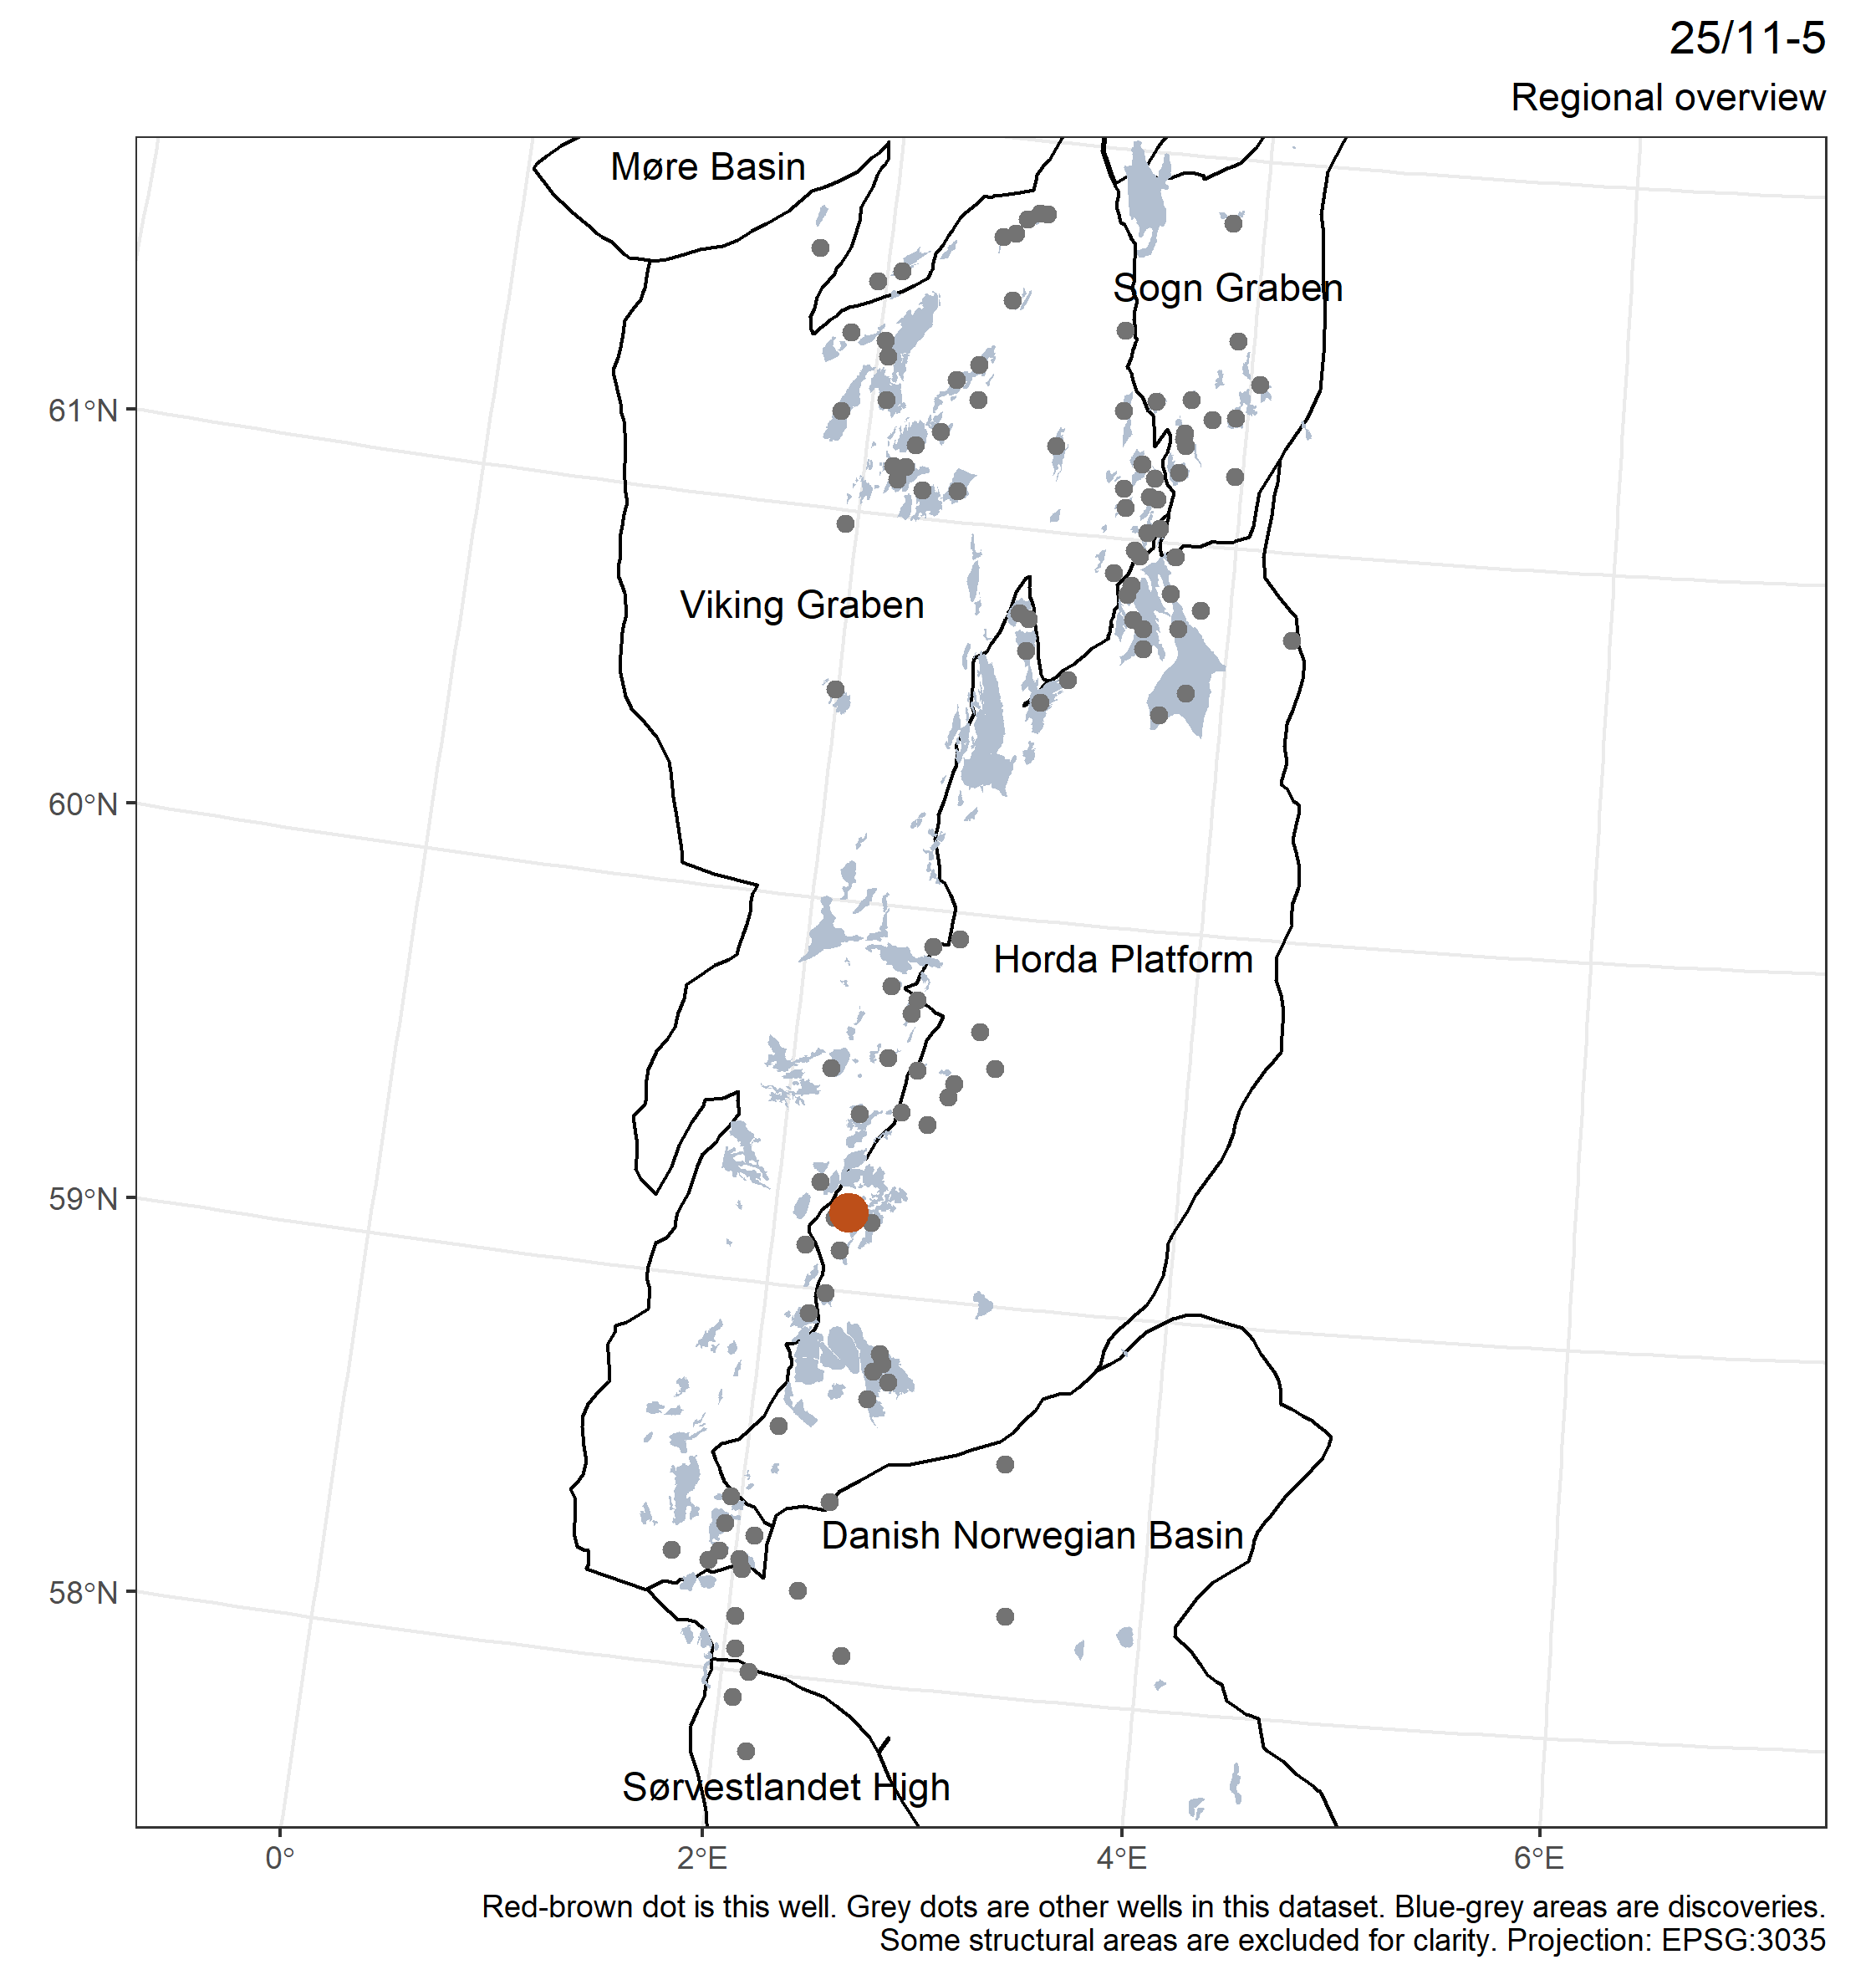 25/11-5
Regional overview
Møre Basin
Sogn Graben
61°N
Viking Graben
60°N
Horda Platform
59°N
Danish Norwegian Basin
58°N
Sørvestlandet High
0°
2°E
4°E
6°E
Red-brown dot is this well. Grey dots are other wells in this dataset. Blue-grey areas are discoveries.
Some structural areas are excluded for clarity. Projection: EPSG:3035